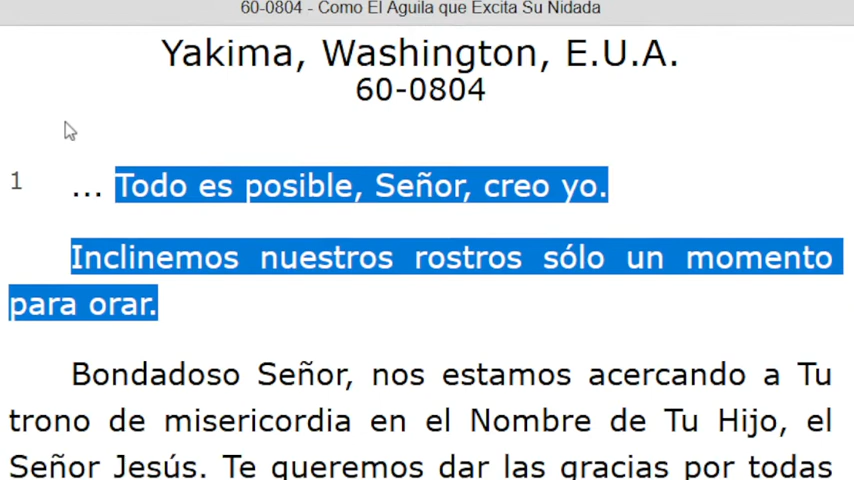 60-0804 - Como El Aguila que Excita Su Nidada
Yakima, Washington, E.U.A.
60-0804
1 ... Todo es posible, Señor, creo yo.
Inclinemos nuestros rostros sólo un momento
para orar.
Bondadoso Señor, nos estamos acercando a Tu
trono de misericordia en el Nombre de Tu Hijo, el
Señor Jesús. Te queremos dar las gracias por todas